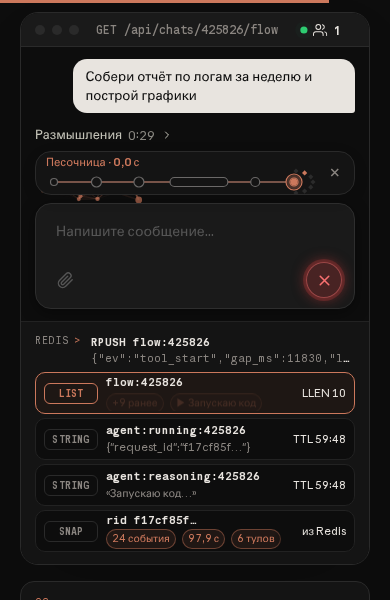 GET /api/chats/425826/flow 1
Собери отчёт по логам за неделю и
построй графики
Размышления 0:29 >
Песочница · 0,0 с
Напишите сообщение...
REDIS > RPUSH flow:425826
{"ev":"tool_start","gap_ms":11830,"l…
LIST flow:425826 LLEN 10
+9 ранее ▶ Запускаю код
STRING agent:running:425826 TTL 59:48
{"request_id":"f17cf85f…"}
STRING agent:reasoning:425826 TTL 59:48
«Запускаю код…»
SNAP rid f17cf85f… из Redis
24 события 97,9 с 6 тулов